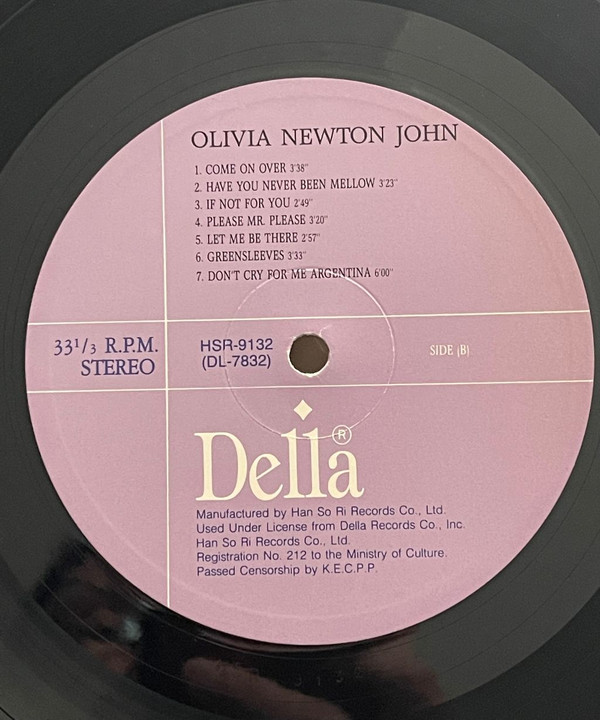 OLIVIA NEWTON JOHN
1. COME ON OVER 3'38"
2. HAVE YOU NEVER BEEN MELLOW 3'23"
3. IF NOT FOR YOU 2'49"
4. PLEASE MR. PLEASE 3'20"
5. LET ME BE THERE 2'57"
6. GREENSLEEVES 3'33"
7. DON'T CRY FOR ME ARGENTINA 6'00"
33¹/₃ R.P.M.
STEREO
HSR-9132
(DL-7832)
SIDE (B)
Della®
Manufactured by Han So Ri Records Co., Ltd.
Used Under License from Della Records Co., Inc.
Han So Ri Records Co., Ltd.
Registration No. 212 to the Ministry of Culture.
Passed Censorship by K.E.C.P.P.